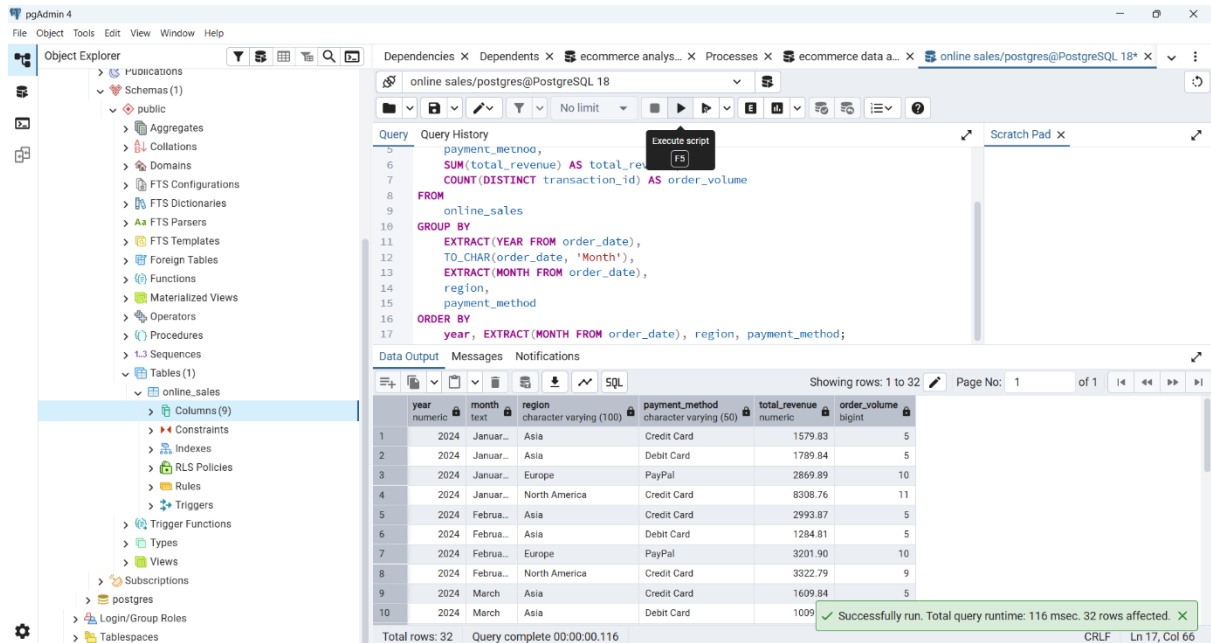 pgAdmin 4
File Object Tools Edit View Window Help
Object Explorer
Publications
Schemas (1)
public
Aggregates
Collations
Domains
FTS Configurations
FTS Dictionaries
Aa FTS Parsers
FTS Templates
Foreign Tables
Functions
Materialized Views
Operators
Procedures
1..3 Sequences
Tables (1)
online_sales
Columns (9)
Constraints
Indexes
RLS Policies
Rules
Triggers
Trigger Functions
Types
Views
Subscriptions
postgres
Login/Group Roles
Tablespaces
Dependencies Dependents ecommerce analys... Processes ecommerce data a... online sales/postgres@PostgreSQL 18*
online sales/postgres@PostgreSQL 18
No limit
Query Query History
Scratch Pad
Execute script
F5
5 payment_method,
6 SUM(total_revenue) AS total_rev
7 COUNT(DISTINCT transaction_id) AS order_volume
8 FROM
9 online_sales
10 GROUP BY
11 EXTRACT(YEAR FROM order_date),
12 TO_CHAR(order_date, 'Month'),
13 EXTRACT(MONTH FROM order_date),
14 region,
15 payment_method
16 ORDER BY
17 year, EXTRACT(MONTH FROM order_date), region, payment_method;
Data Output Messages Notifications
SQL Showing rows: 1 to 32 Page No: 1 of 1
year month region payment_method total_revenue order_volume
numeric text character varying (100) character varying (50) numeric bigint
1 2024 Januar... Asia Credit Card 1579.83 5
2 2024 Januar... Asia Debit Card 1789.84 5
3 2024 Januar... Europe PayPal 2869.89 10
4 2024 Januar... North America Credit Card 8308.76 11
5 2024 Februa... Asia Credit Card 2993.87 5
6 2024 Februa... Asia Debit Card 1284.81 5
7 2024 Februa... Europe PayPal 3201.90 10
8 2024 Februa... North America Credit Card 3322.79 9
9 2024 March Asia Credit Card 1609.84 5
10 2024 March Asia Debit Card 1009
Successfully run. Total query runtime: 116 msec. 32 rows affected.
Total rows: 32 Query complete 00:00:00.116 CRLF Ln 17, Col 66